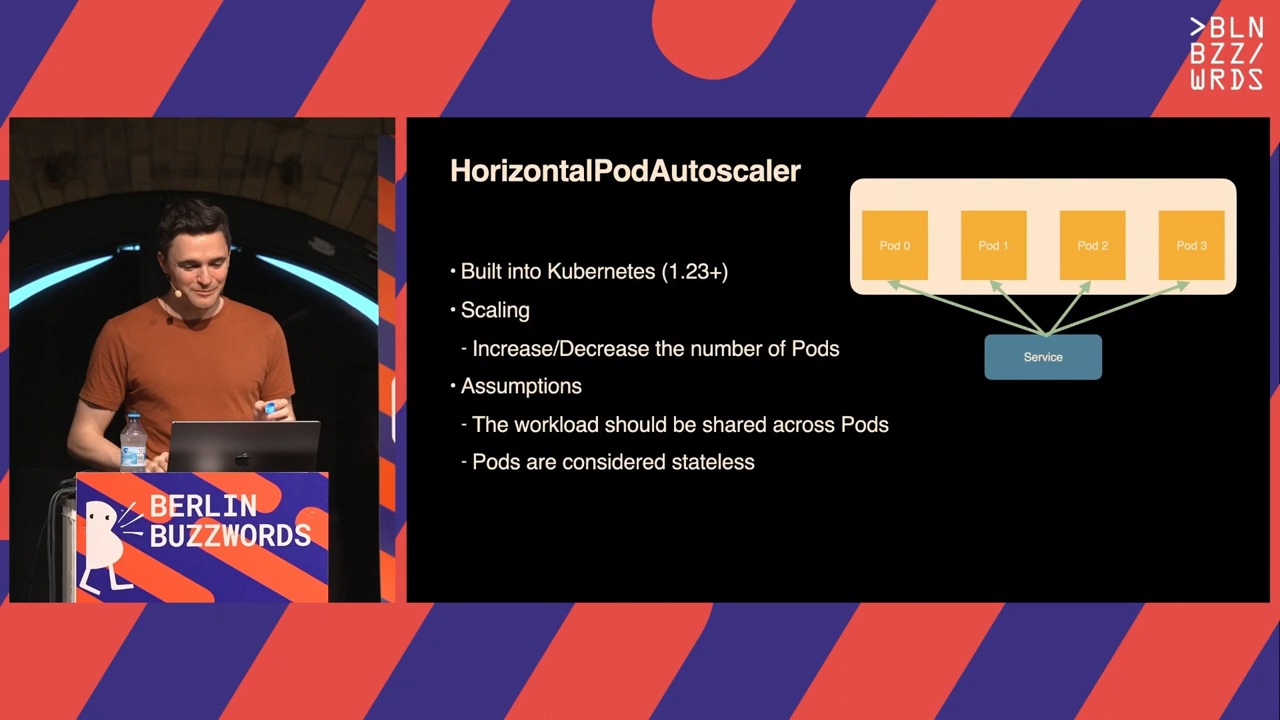 >BLN
BZZ/
WRDS
HorizontalPodAutoscaler
• Built into Kubernetes (1.23+)
• Scaling
- Increase/Decrease the number of Pods
• Assumptions
- The workload should be shared across Pods
- Pods are considered stateless
Pod 0
Pod 1
Pod 2
Pod 3
Service
BERLIN
BUZZWORDS